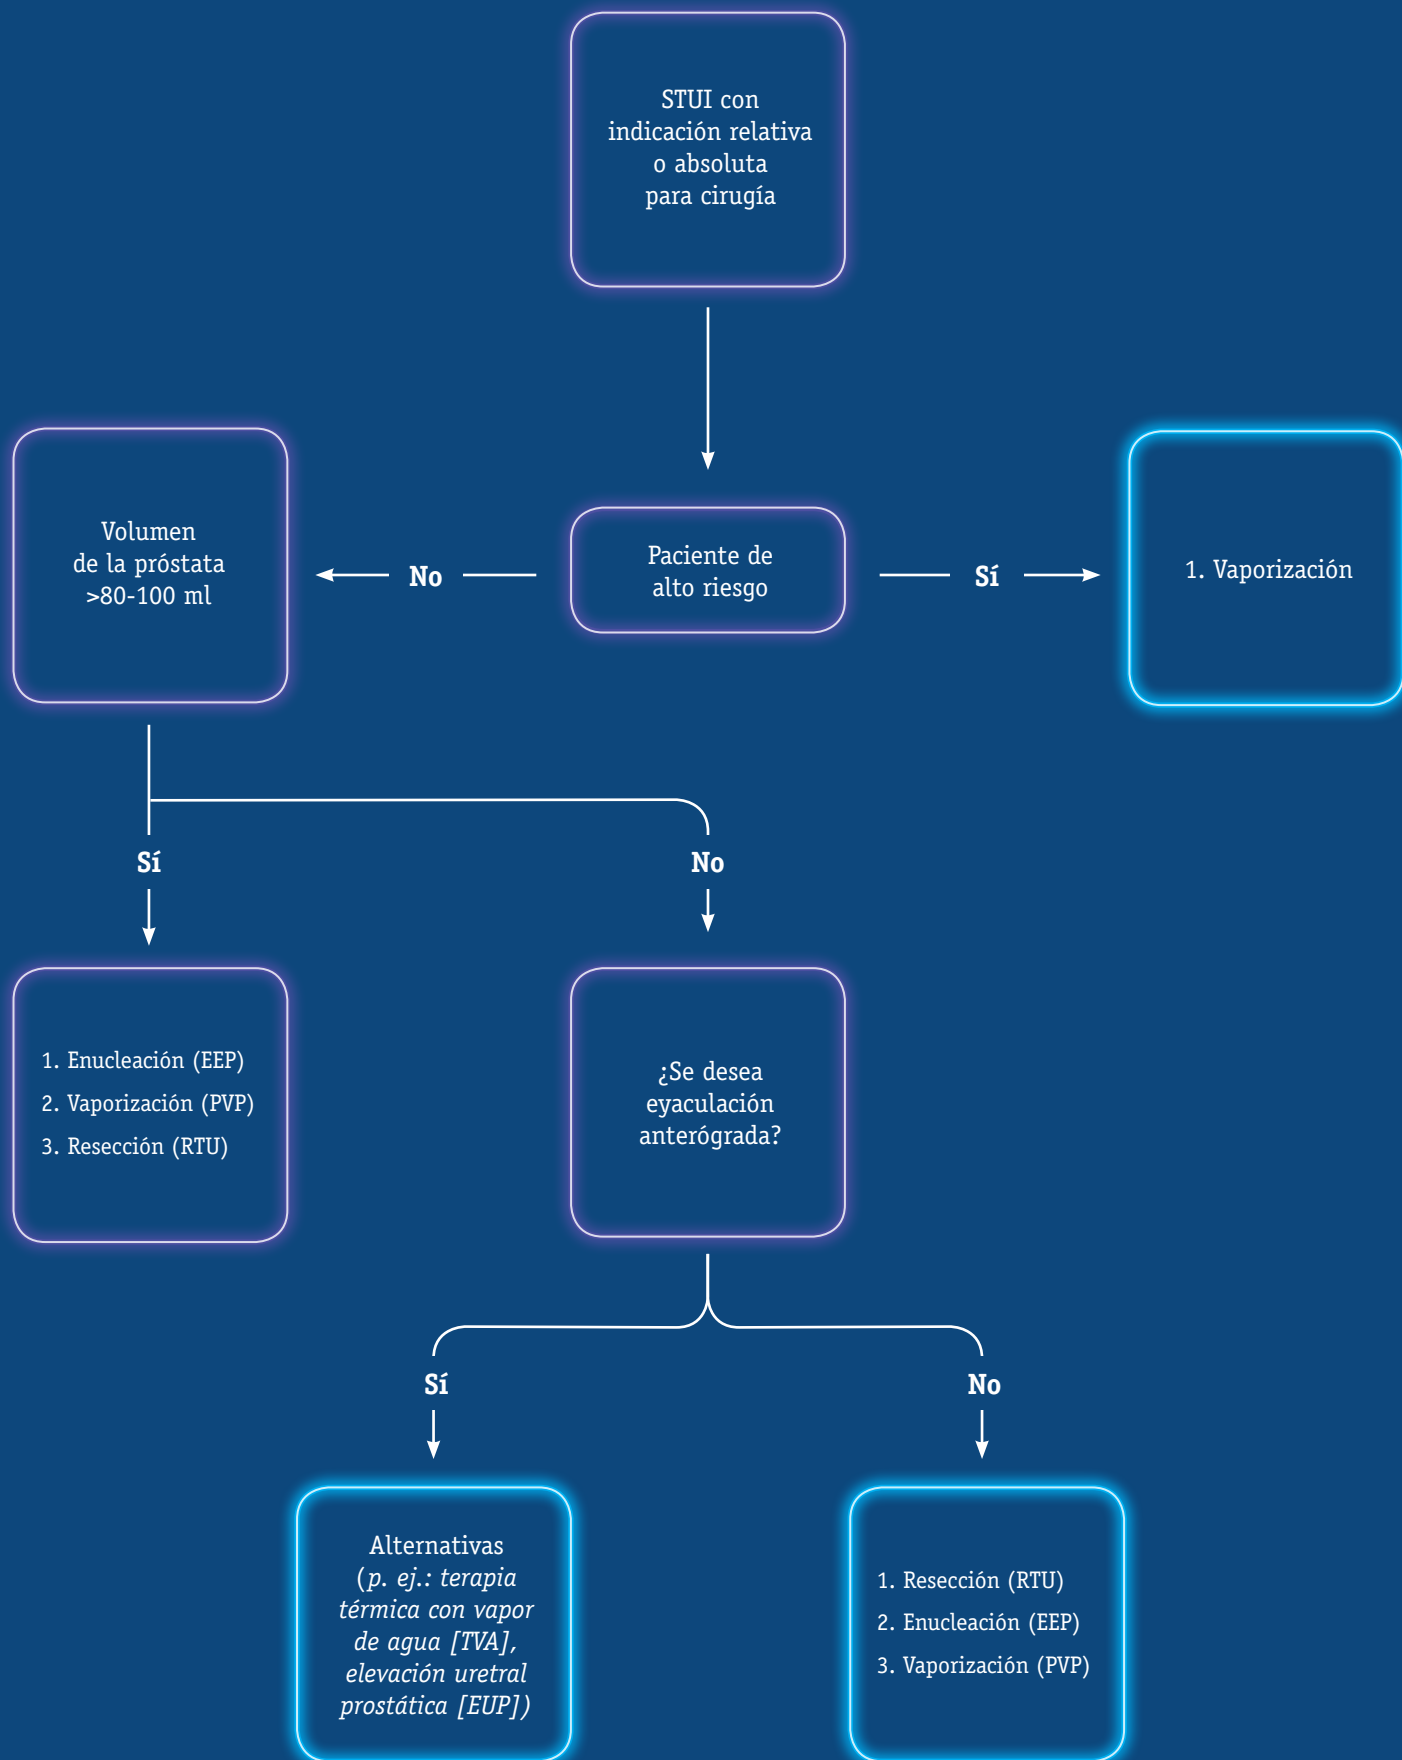 STUI con
indicación relativa
o absoluta
para cirugía
Volumen
de la próstata
>80-100 ml
No
Paciente de
alto riesgo
Sí
1. Vaporización
Sí
No
1. Enucleación (EEP)
2. Vaporización (PVP)
3. Resección (RTU)
¿Se desea
eyaculación
anterógrada?
Sí
No
Alternativas
(p. ej.: terapia
térmica con vapor
de agua [TVA],
elevación uretral
prostática [EUP])
1. Resección (RTU)
2. Enucleación (EEP)
3. Vaporización (PVP)